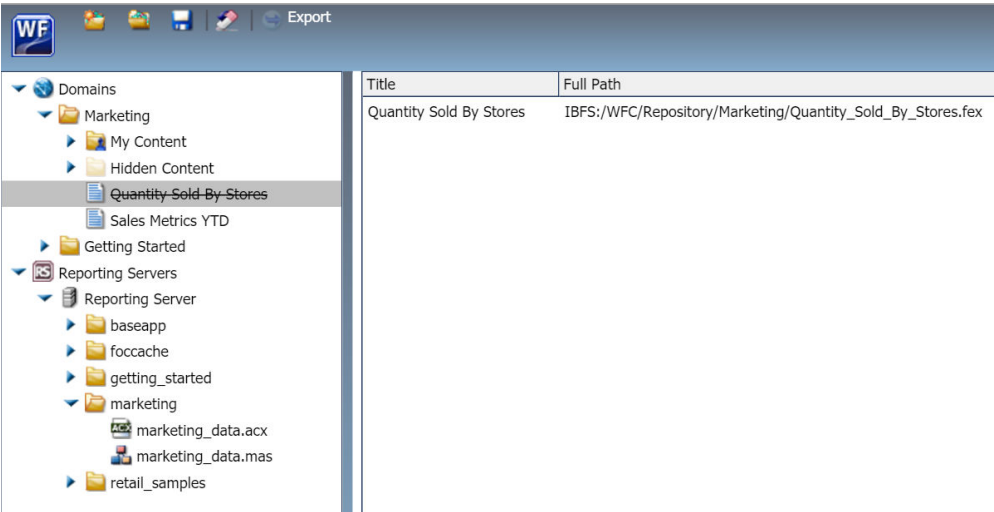 WF
Export
Domains
Marketing
My Content
Hidden Content
Quantity Sold By Stores
Sales Metrics YTD
Getting Started
RS Reporting Servers
Reporting Server
baseapp
foccache
getting_started
marketing
ACX marketing_data.acx
marketing_data.mas
retail_samples
Title Full Path
Quantity Sold By Stores IBFS:/WFC/Repository/Marketing/Quantity_Sold_By_Stores.fex